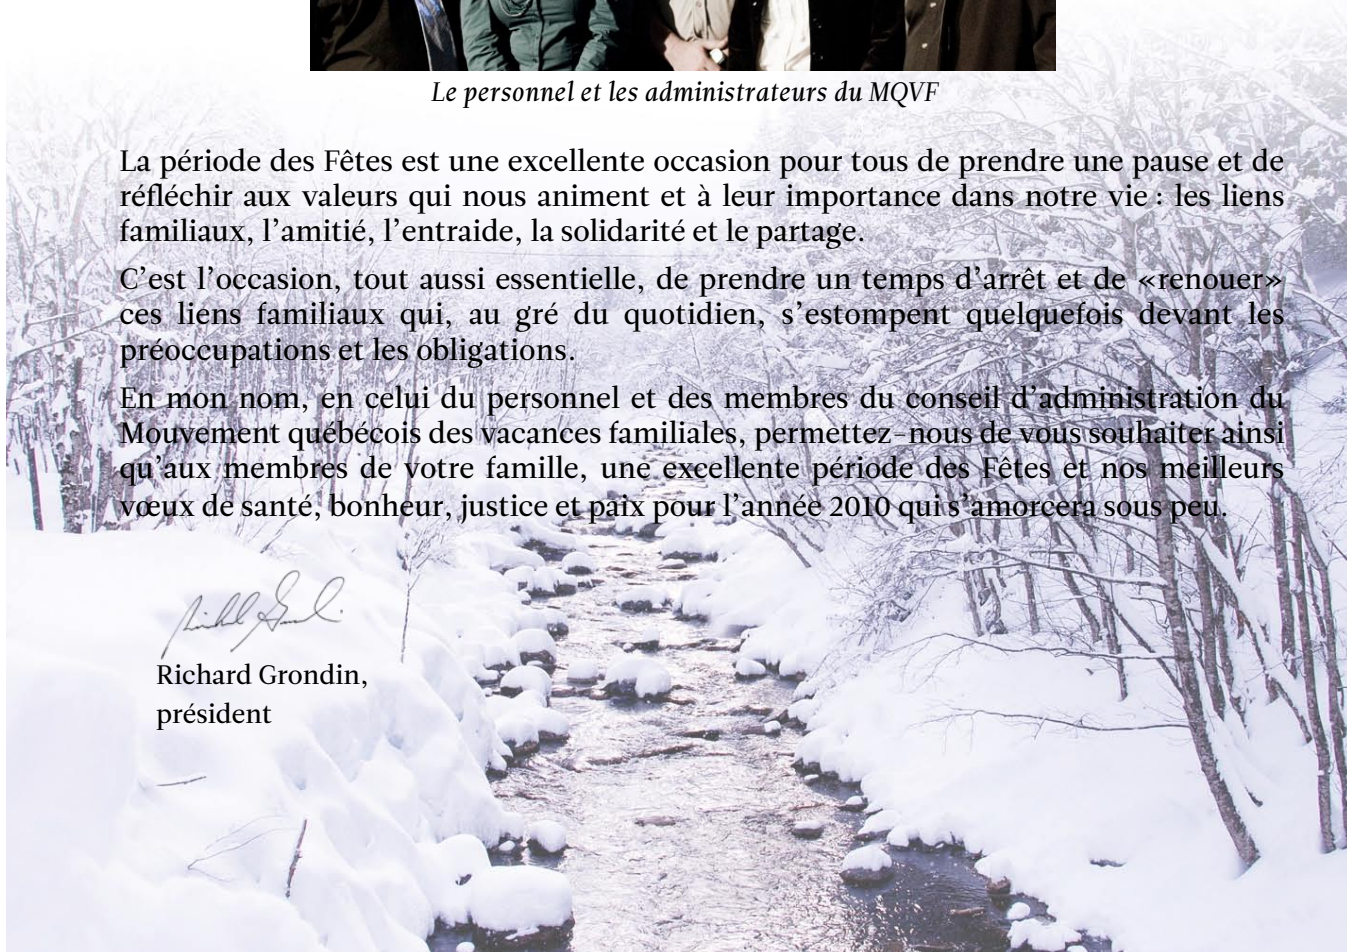 Le personnel et les administrateurs du MQVF
La période des Fêtes est une excellente occasion pour tous de prendre une pause et de
réfléchir aux valeurs qui nous animent et à leur importance dans notre vie : les liens
familiaux, l’amitié, l’entraide, la solidarité et le partage.
C’est l’occasion, tout aussi essentielle, de prendre un temps d’arrêt et de «renouer»
ces liens familiaux qui, au gré du quotidien, s’estompent quelquefois devant les
préoccupations et les obligations.
En mon nom, en celui du personnel et des membres du conseil d’administration du
Mouvement québécois des vacances familiales, permettez-nous de vous souhaiter ainsi
qu’aux membres de votre famille, une excellente période des Fêtes et nos meilleurs
vœux de santé, bonheur, justice et paix pour l’année 2010 qui s’amorcera sous peu.
Richard Grondin,
président